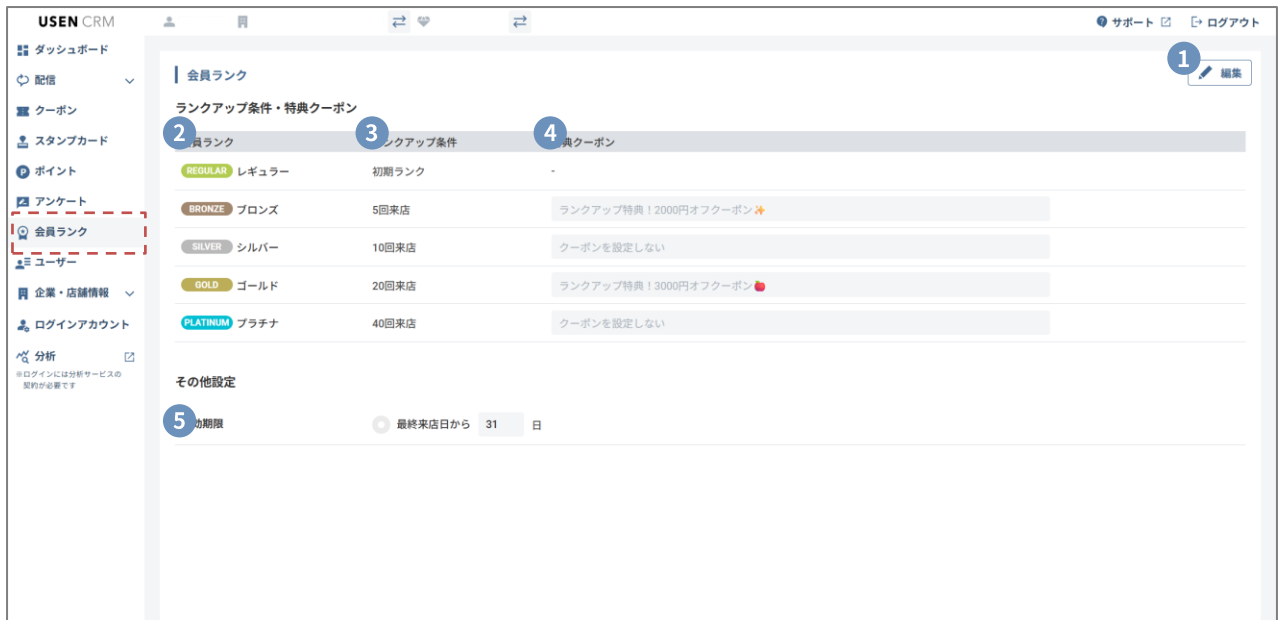 USEN CRM
サポート
ログアウト
ダッシュボード
配信
クーポン
スタンプカード
ポイント
アンケート
会員ランク
ユーザー
企業・店舗情報
ログインアカウント
分析
※ログインには分析サービスの
契約が必要です
会員ランク
1
編集
ランクアップ条件・特典クーポン
2 員ランク 3 ンクアップ条件 4 典クーポン
REGULAR レギュラー 初期ランク -
BRONZE ブロンズ 5回来店 ランクアップ特典！2000円オフクーポン✨
SILVER シルバー 10回来店 クーポンを設定しない
GOLD ゴールド 20回来店 ランクアップ特典！3000円オフクーポン🍎
PLATINUM プラチナ 40回来店 クーポンを設定しない
その他設定
5 効期限 最終来店日から 31 日